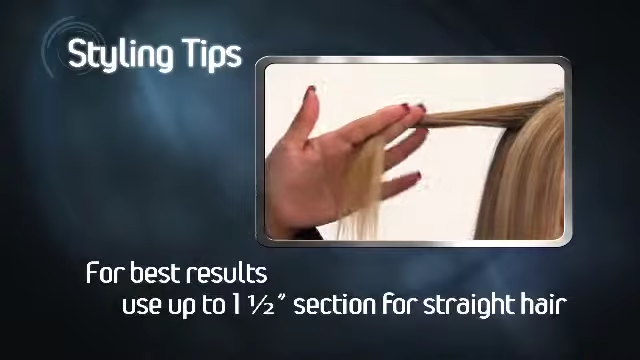 Styling Tips
For best results
use up to 1 ½" section for straight hair